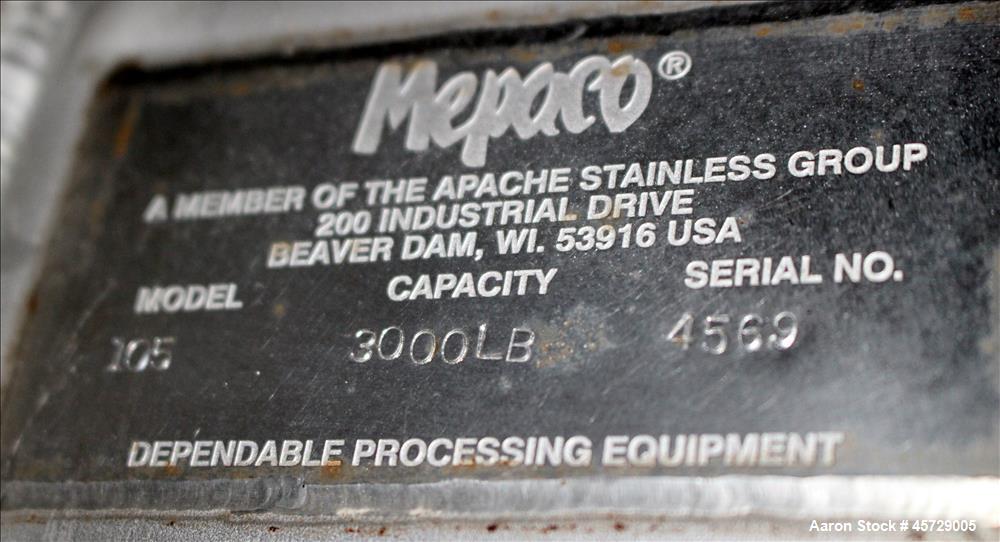 Mepaco®
A MEMBER OF THE APACHE STAINLESS GROUP
200 INDUSTRIAL DRIVE
BEAVER DAM, WI. 53916 USA
MODEL CAPACITY SERIAL NO.
105 3000LB 4569
DEPENDABLE PROCESSING EQUIPMENT
Aaron Stock # 45729005